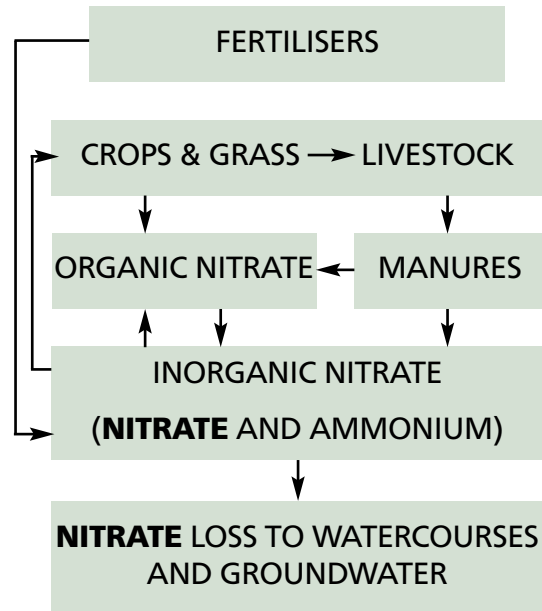 FERTILISERS
CROPS & GRASS LIVESTOCK
ORGANIC NITRATE MANURES
INORGANIC NITRATE
(NITRATE AND AMMONIUM)
NITRATE LOSS TO WATERCOURSES
AND GROUNDWATER